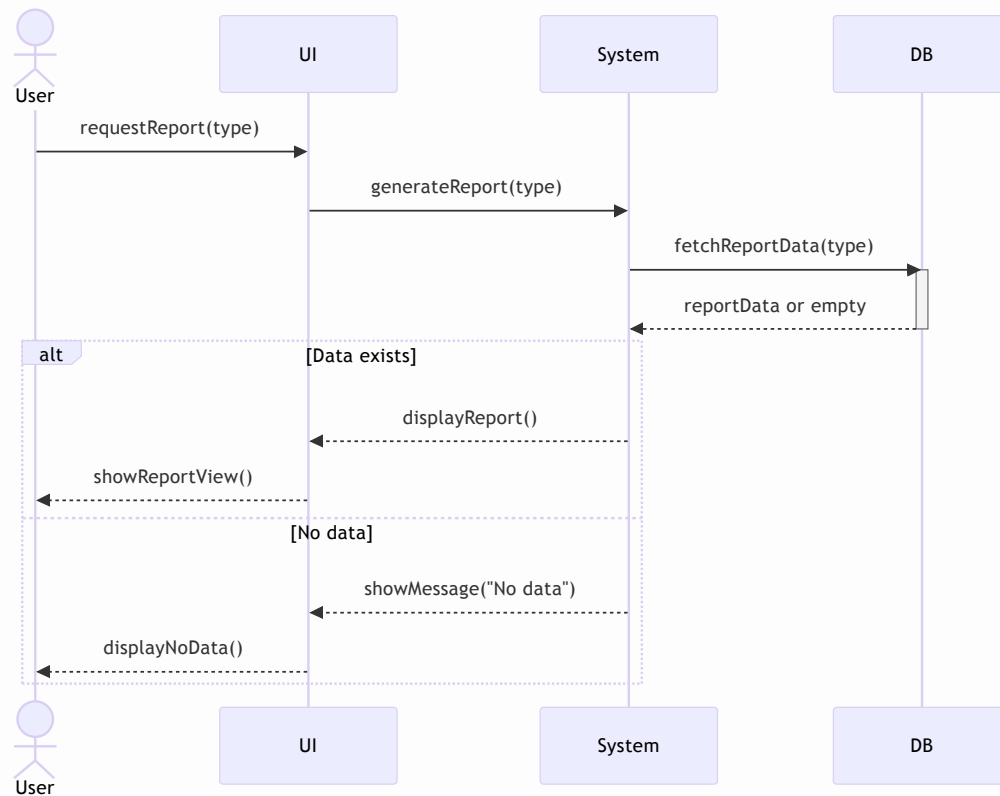 UI
System
DB
User
requestReport(type)
generateReport(type)
fetchReportData(type)
reportData or empty
alt
[Data exists]
displayReport()
showReportView()
[No data]
showMessage("No data")
displayNoData()
UI
System
DB
User